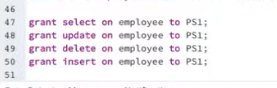 46
47 grant select on employee to PS1;
48 grant update on employee to PS1;
49 grant delete on employee to PS1;
50 grant insert on employee to PS1;
51